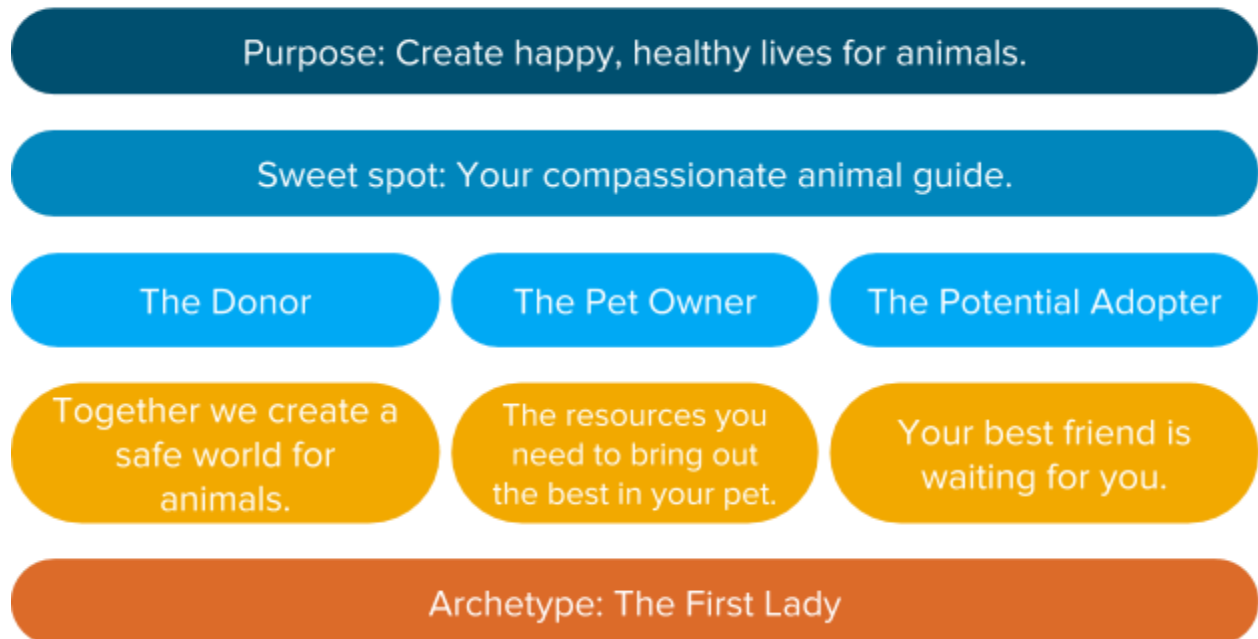 Purpose: Create happy, healthy lives for animals.
Sweet spot: Your compassionate animal guide.
The Donor
The Pet Owner
The Potential Adopter
Together we create a
safe world for
animals.
The resources you
need to bring out
the best in your pet.
Your best friend is
waiting for you.
Archetype: The First Lady